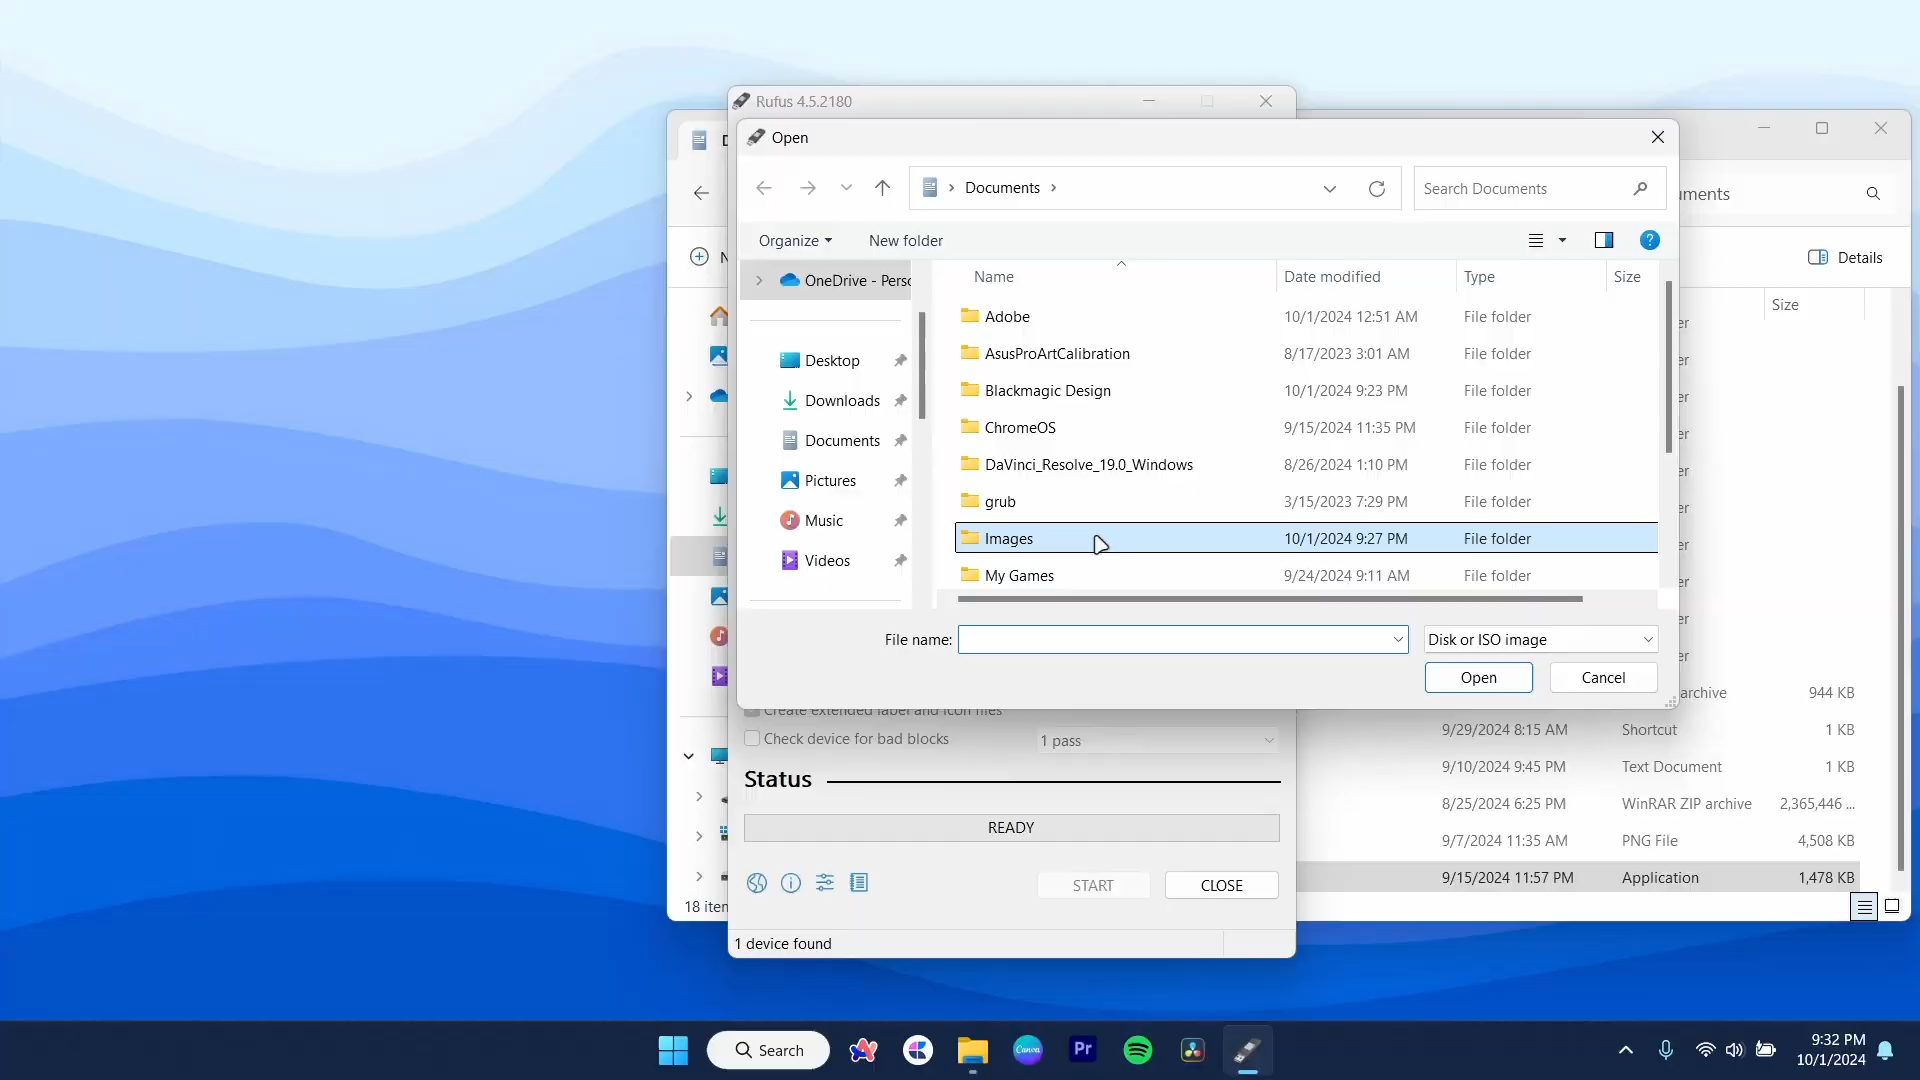 Rufus 4.5.2180
Open
Documents
Search Documents
Organize
New folder
Details
OneDrive - Pers
Name
Date modified
Type
Size
Size
Adobe
10/1/2024 12:51 AM
File folder
AsusProArtCalibration
8/17/2023 3:01 AM
File folder
Desktop
Blackmagic Design
10/1/2024 9:23 PM
File folder
Downloads
ChromeOS
9/15/2024 11:35 PM
File folder
Documents
DaVinci_Resolve_19.0_Windows
8/26/2024 1:10 PM
File folder
Pictures
grub
3/15/2023 7:29 PM
File folder
Music
Images
10/1/2024 9:27 PM
File folder
Videos
My Games
9/24/2024 9:11 AM
File folder
File name:
Disk or ISO image
Open
Cancel
archive
944 KB
Create extended label and icon files
9/29/2024 8:15 AM
Shortcut
1 KB
Check device for bad blocks
1 pass
9/10/2024 9:45 PM
Text Document
1 KB
Status
9/25/2024 6:25 PM
WinRAR ZIP archive
2,365,446 ...
READY
9/7/2024 11:35 AM
PNG File
4,508 KB
START
CLOSE
9/15/2024 11:57 PM
Application
1,478 KB
18 iten
1 device found
Search
Canva
Pr
9:32 PM
10/1/2024